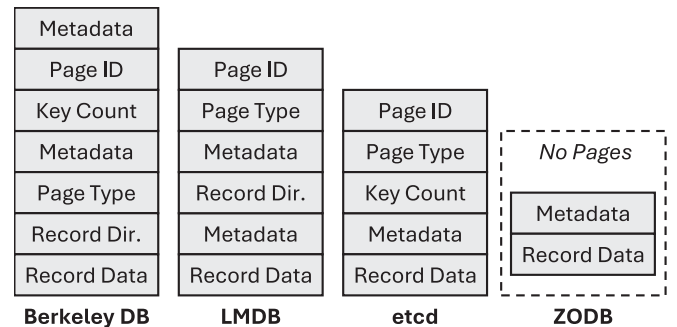 Metadata
Page ID
Key Count
Metadata
Page Type
Record Dir.
Record Data
Berkeley DB
Page ID
Page Type
Metadata
Record Dir.
Metadata
Record Data
LMDB
Page ID
Page Type
Key Count
Metadata
Record Data
etcd
No Pages
Metadata
Record Data
ZODB